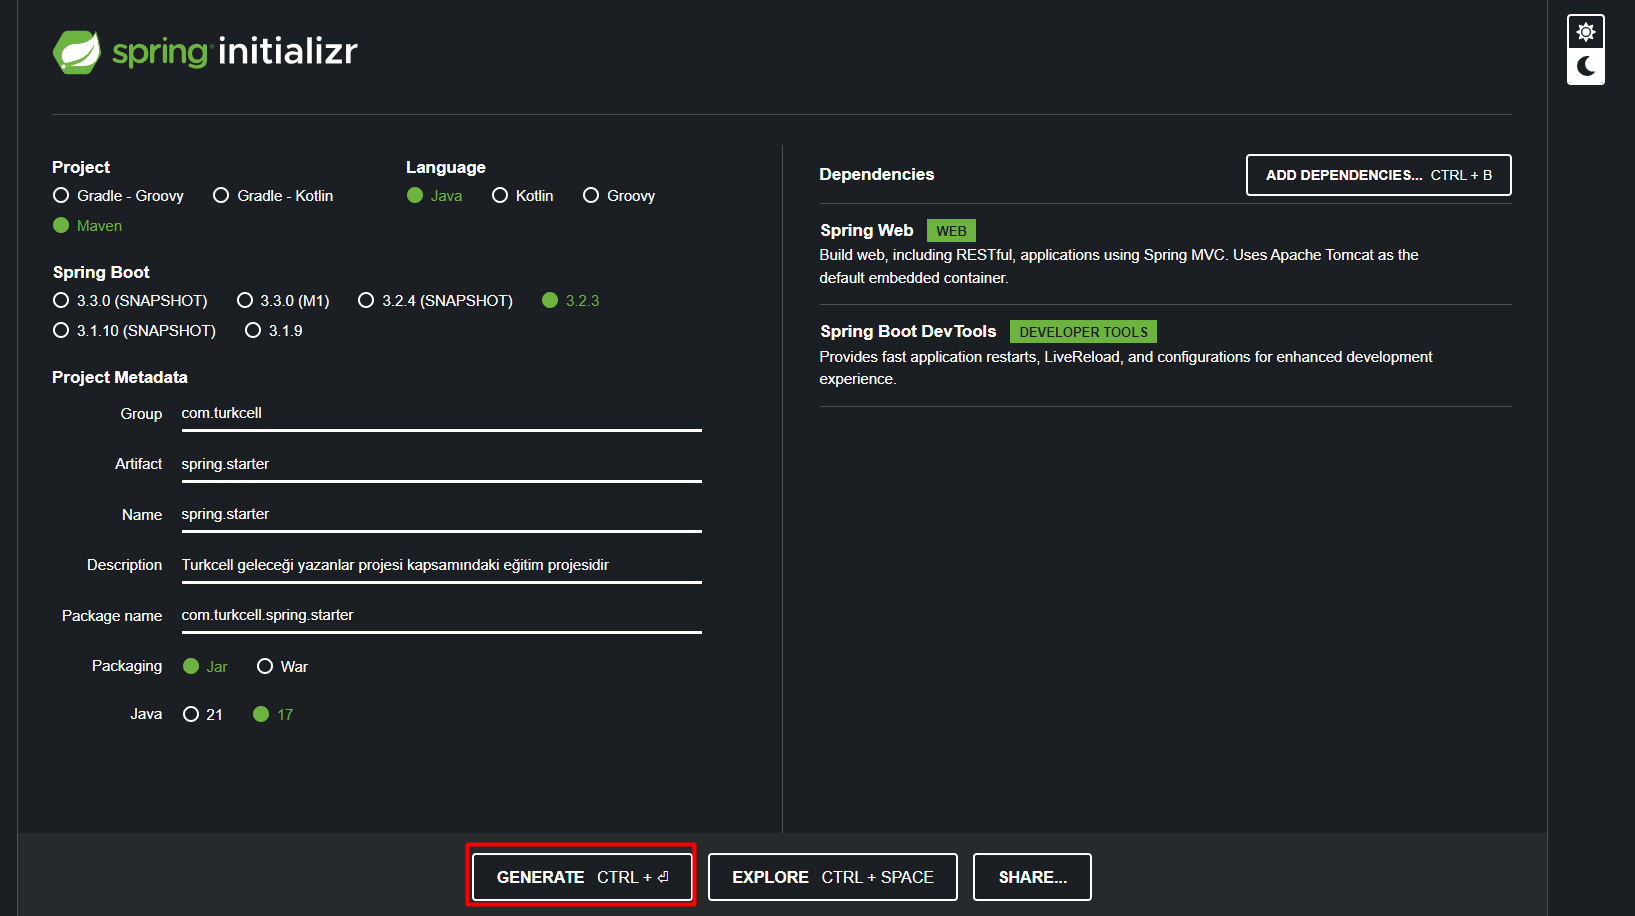 spring initializr
Project
Gradle - Groovy Gradle - Kotlin
Maven
Language
Java Kotlin Groovy
Spring Boot
3.3.0 (SNAPSHOT) 3.3.0 (M1) 3.2.4 (SNAPSHOT) 3.2.3
3.1.10 (SNAPSHOT) 3.1.9
Project Metadata
Group com.turkcell
Artifact spring.starter
Name spring.starter
Description Turkcell geleceği yazanlar projesi kapsamındaki eğitim projesidir
Package name com.turkcell.spring.starter
Packaging Jar War
Java 21 17
Dependencies ADD DEPENDENCIES... CTRL + B
Spring Web WEB
Build web, including RESTful, applications using Spring MVC. Uses Apache Tomcat as the
default embedded container.
Spring Boot DevTools DEVELOPER TOOLS
Provides fast application restarts, LiveReload, and configurations for enhanced development
experience.
GENERATE CTRL + ⏎ EXPLORE CTRL + SPACE SHARE...